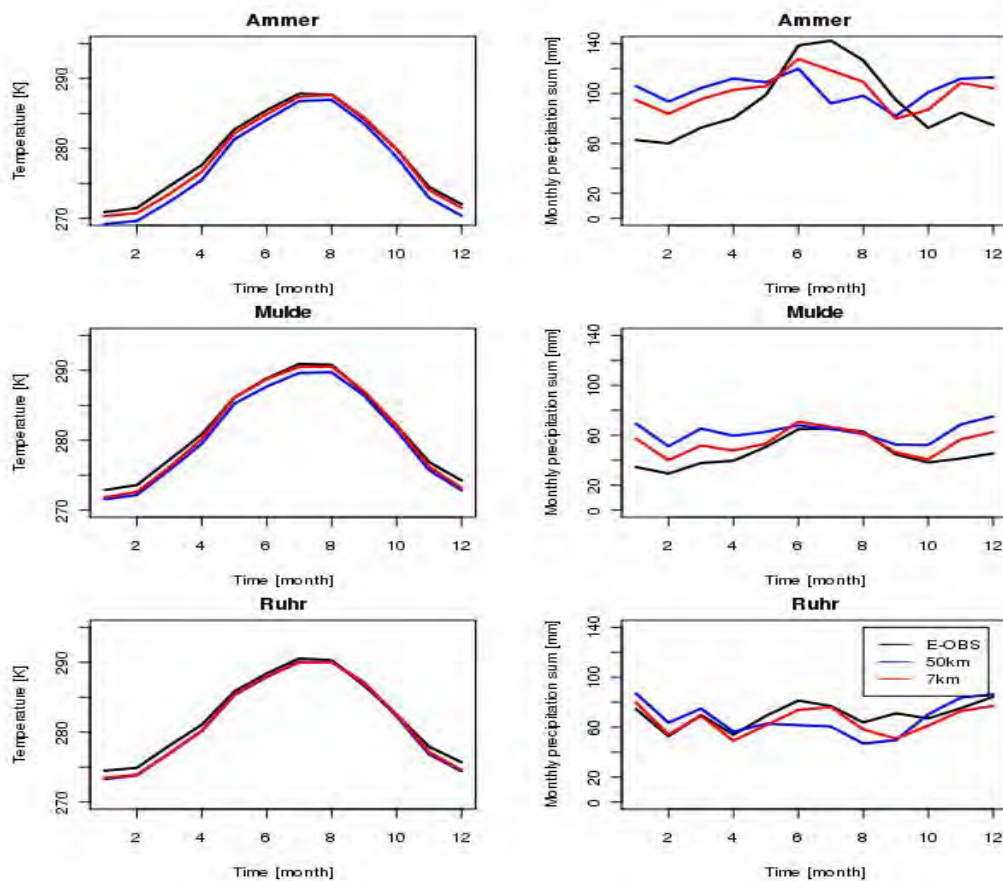 Ammer
Temperature [K]
290
280
270
2 4 6 8 10 12
Time [month]
Ammer
Monthly precipitation sum [mm]
140
100
60
20
0
2 4 6 8 10 12
Time [month]
Mulde
Temperature [K]
290
280
270
2 4 6 8 10 12
Time [month]
Mulde
Monthly precipitation sum [mm]
140
100
60
20
0
2 4 6 8 10 12
Time [month]
Ruhr
Temperature [K]
290
280
270
2 4 6 8 10 12
Time [month]
Ruhr
Monthly precipitation sum [mm]
140
100
60
20
0
E-OBS
50km
7km
2 4 6 8 10 12
Time [month]